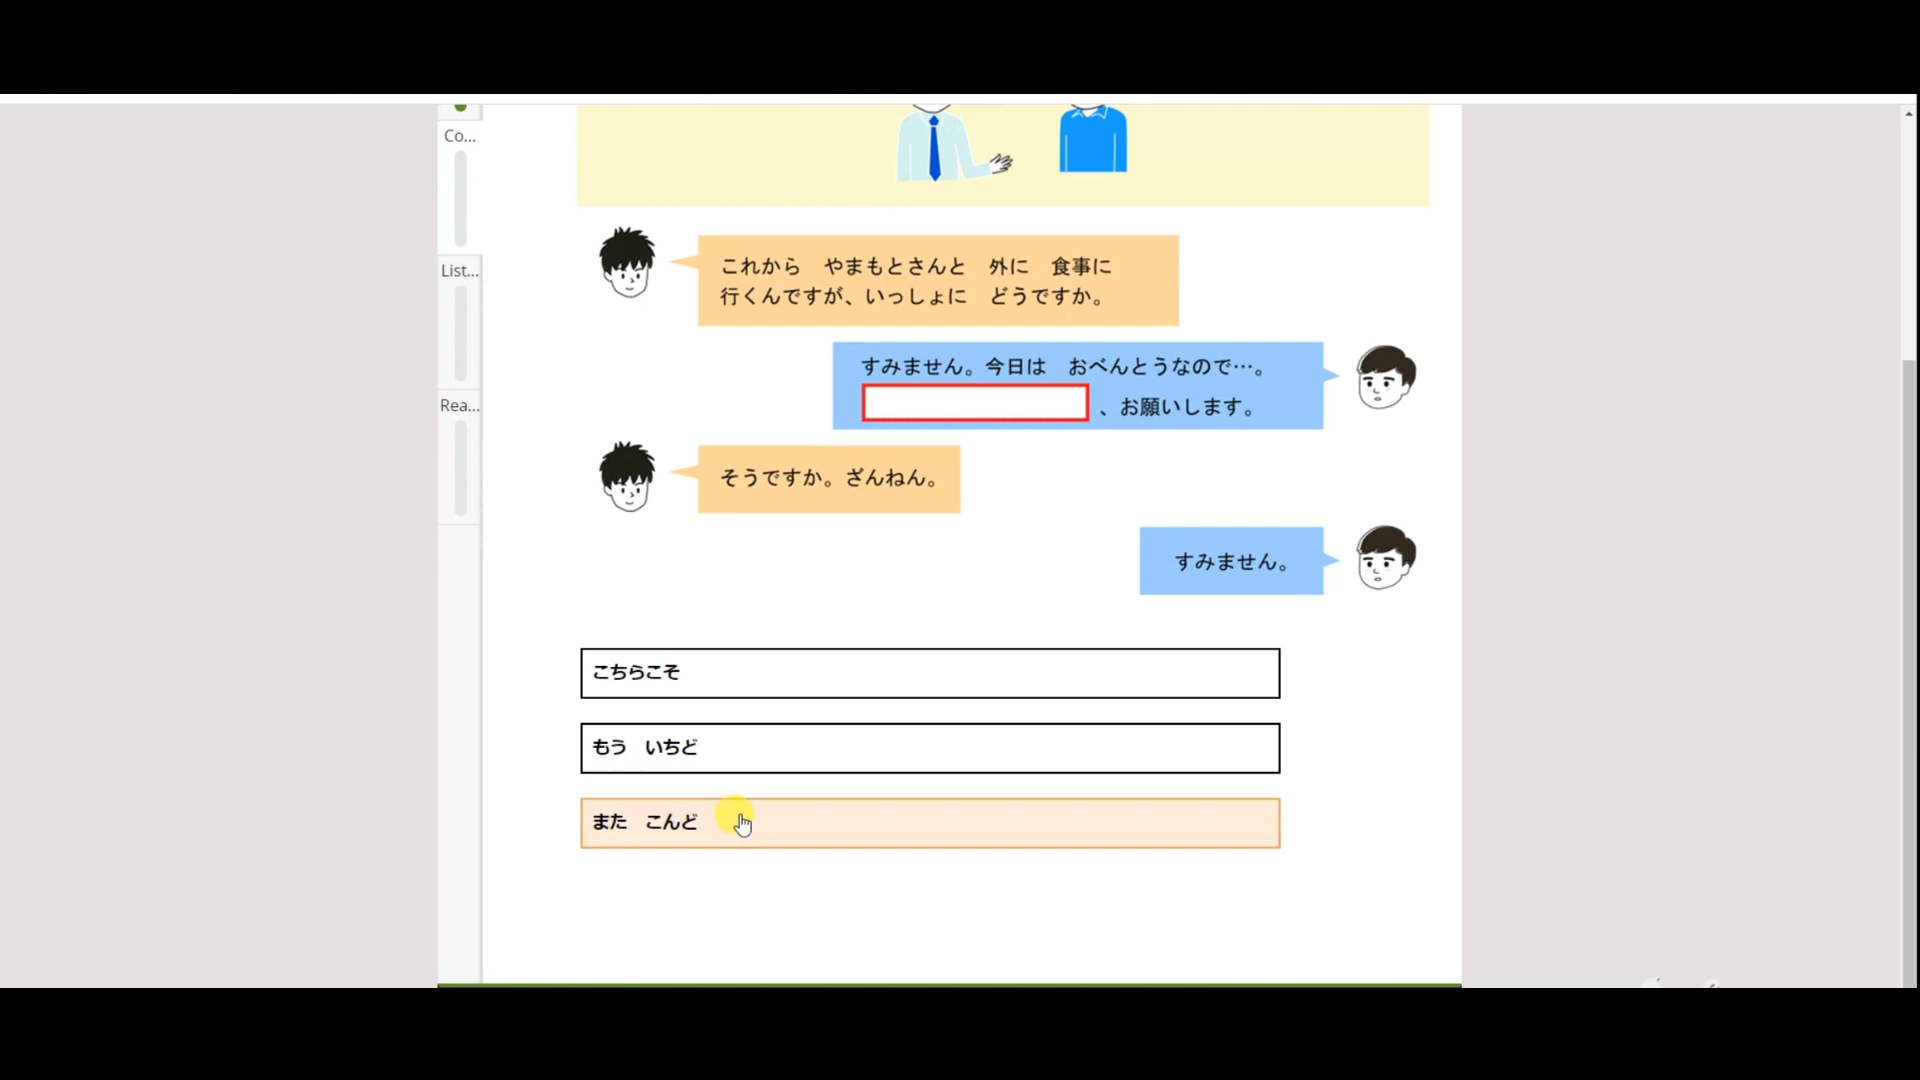 Co...
List...
Rea...
これから　やまもとさんと　外に　食事に
行くんですが、いっしょに　どうですか。
すみません。今日は　おべんとうなので…。
、お願いします。
そうですか。ざんねん。
すみません。
こちらこそ
もう　いちど
また　こんど